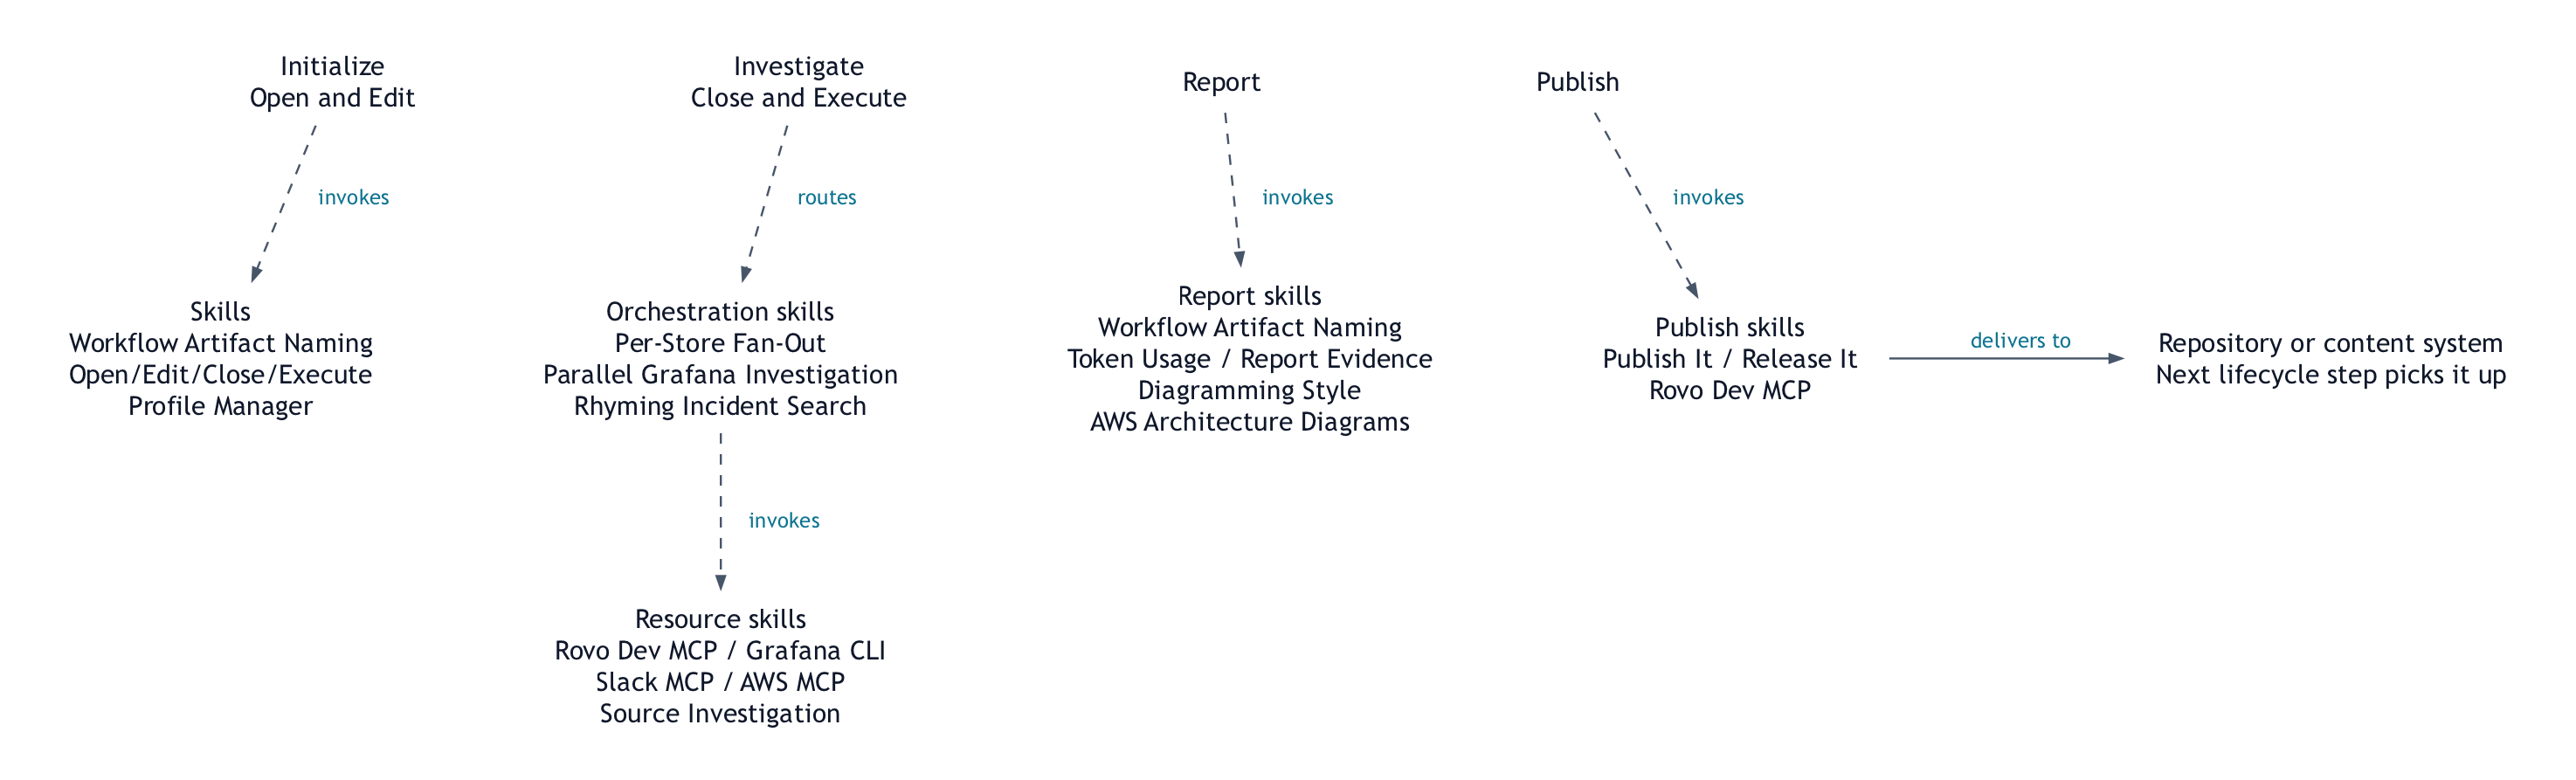 Initialize
Open and Edit
invokes
Skills
Workflow Artifact Naming
Open/Edit/Close/Execute
Profile Manager
Investigate
Close and Execute
routes
Orchestration skills
Per-Store Fan-Out
Parallel Grafana Investigation
Rhyming Incident Search
invokes
Resource skills
Rovo Dev MCP / Grafana CLI
Slack MCP / AWS MCP
Source Investigation
Report
invokes
Report skills
Workflow Artifact Naming
Token Usage / Report Evidence
Diagramming Style
AWS Architecture Diagrams
Publish
invokes
Publish skills
Publish It / Release It
Rovo Dev MCP
delivers to
Repository or content system
Next lifecycle step picks it up